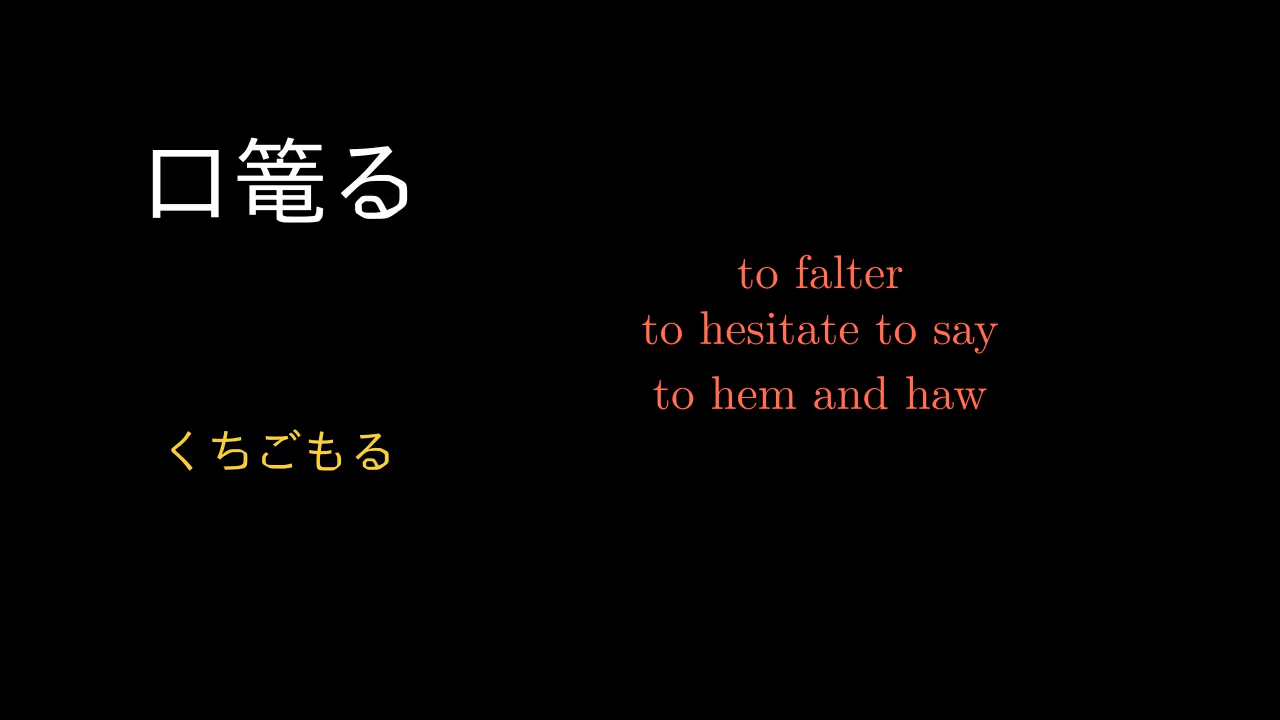 口篭る
to falter
to hesitate to say
to hem and haw
くちごもる